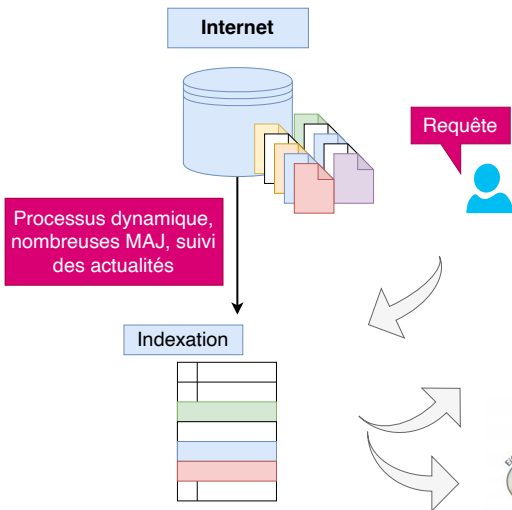 Internet
Requête
Processus dynamique,
nombreuses MAJ, suivi
des actualités
Indexation